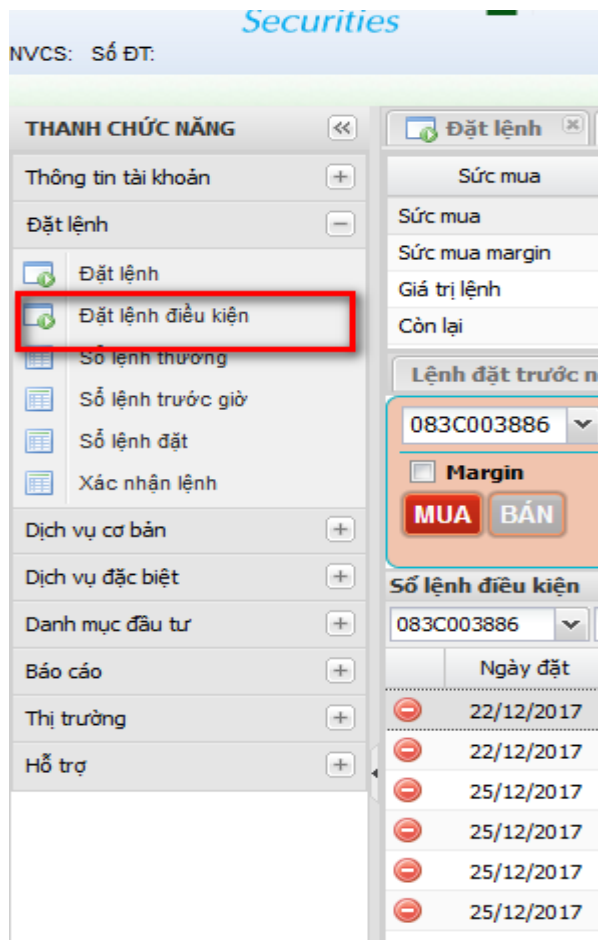 Securities
NVCS: Số ĐT:
THANH CHỨC NĂNG
Thông tin tài khoản
Đặt lệnh
Đặt lệnh
Đặt lệnh điều kiện
Sổ lệnh thường
Sổ lệnh trước giờ
Sổ lệnh đặt
Xác nhận lệnh
Dịch vụ cơ bản
Dịch vụ đặc biệt
Danh mục đầu tư
Báo cáo
Thị trường
Hỗ trợ
Đặt lệnh
Sức mua
Sức mua
Sức mua margin
Giá trị lệnh
Còn lại
Lệnh đặt trước n
083C003886
Margin
MUA BÁN
Sổ lệnh điều kiện
083C003886
Ngày đặt
22/12/2017
22/12/2017
25/12/2017
25/12/2017
25/12/2017
25/12/2017